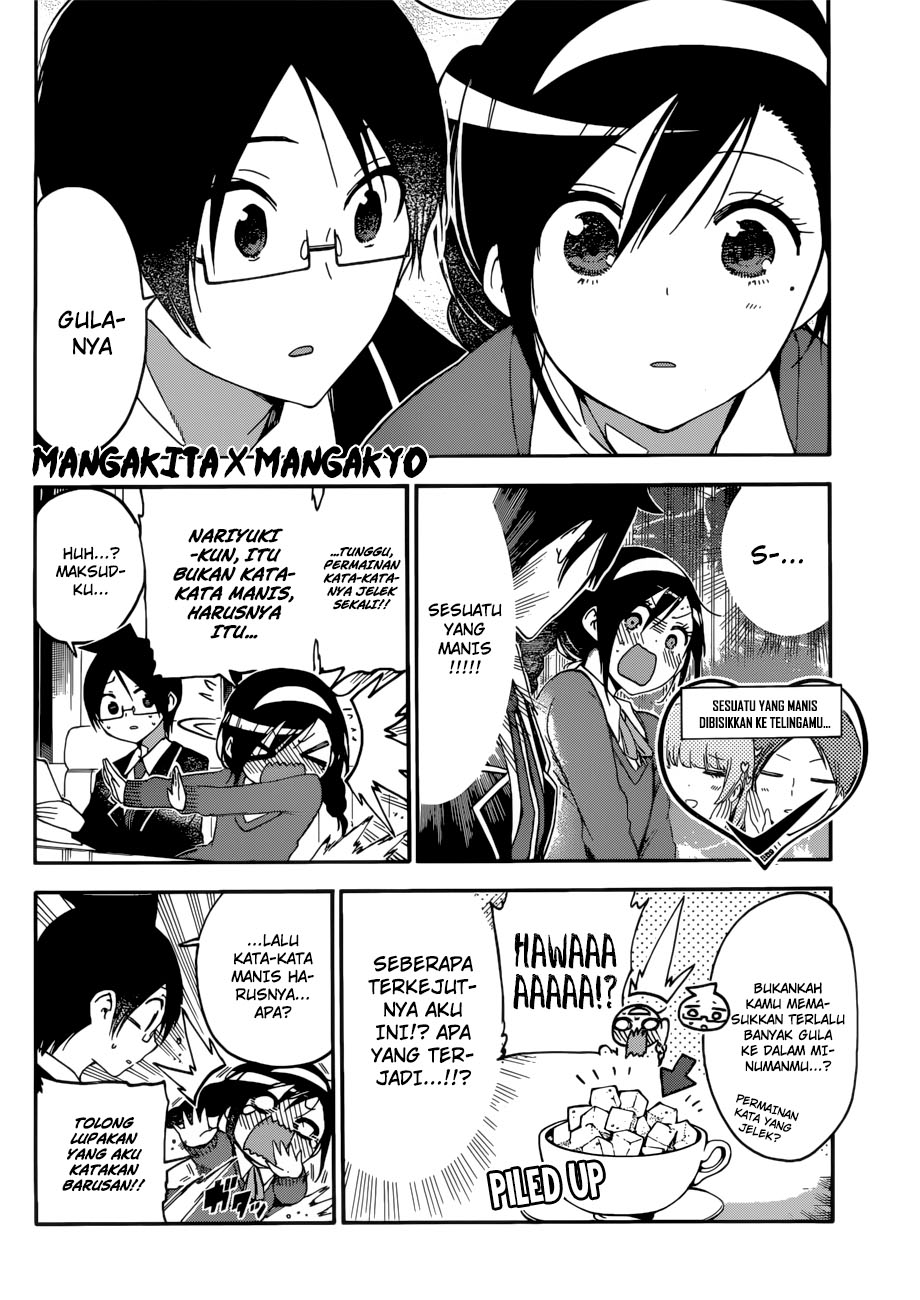 GULA-
NYA
MANGAKITA X MANGAKYO
S-...
SESUATU
YANG
MANIS
!!!!!
SESUATU YANG MANIS
DIBISIKKAN KE TELINGAMU...
...TUNGGU,
PERMAINAN
KATA-KATA-
NYA JELEK
SEKALI!!
NARIYUKI
-KUN, ITU
BUKAN KATA-
KATA MANIS,
HARUSNYA
ITU...
HUH...?
MAKSUD-
KU...
BUKANKAH
KAMU MEMA-
SUKKAN TERLALU
BANYAK GULA
KE DALAM MI-
NUMANMU...?
PERMAINAN
KATA YANG
JELEK?
HAWAAA
AAAAA!?
PILED UP
SEBERAPA
TERKEJUT-
NYA AKU
INI!? APA
YANG TER-
JADI...!!?
...LALU
KATA-KATA
MANIS HA-
RUSNYA...
APA?
TOLONG
LUPAKAN
YANG AKU
KATAKAN
BARUSAN!!
ガタッ